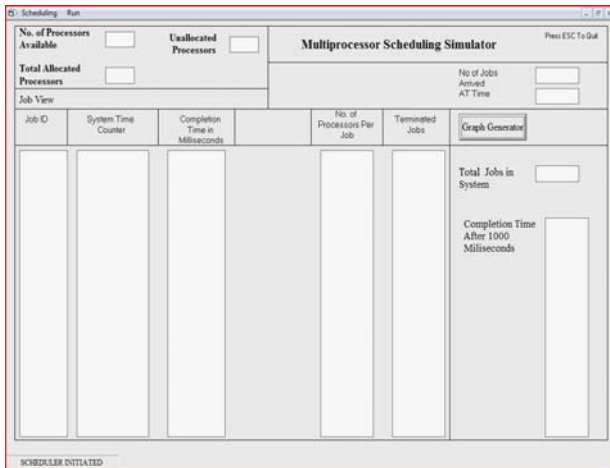 Scheduling Run
No. of Processors
Available
Unallocated
Processors
Multiprocessor Scheduling Simulator
Press ESC To Quit
Total Allocated
Processors
No of Jobs
Arrived
AT Time
Job View
Job ID
System Time
Counter
Completion
Time in
Milliseconds
No. of
Processors Per
Job
Terminated
Jobs
Graph Generator
Total Jobs in
System
Completion Time
After 1000
Miliseconds
SCHEDULER INITIATED